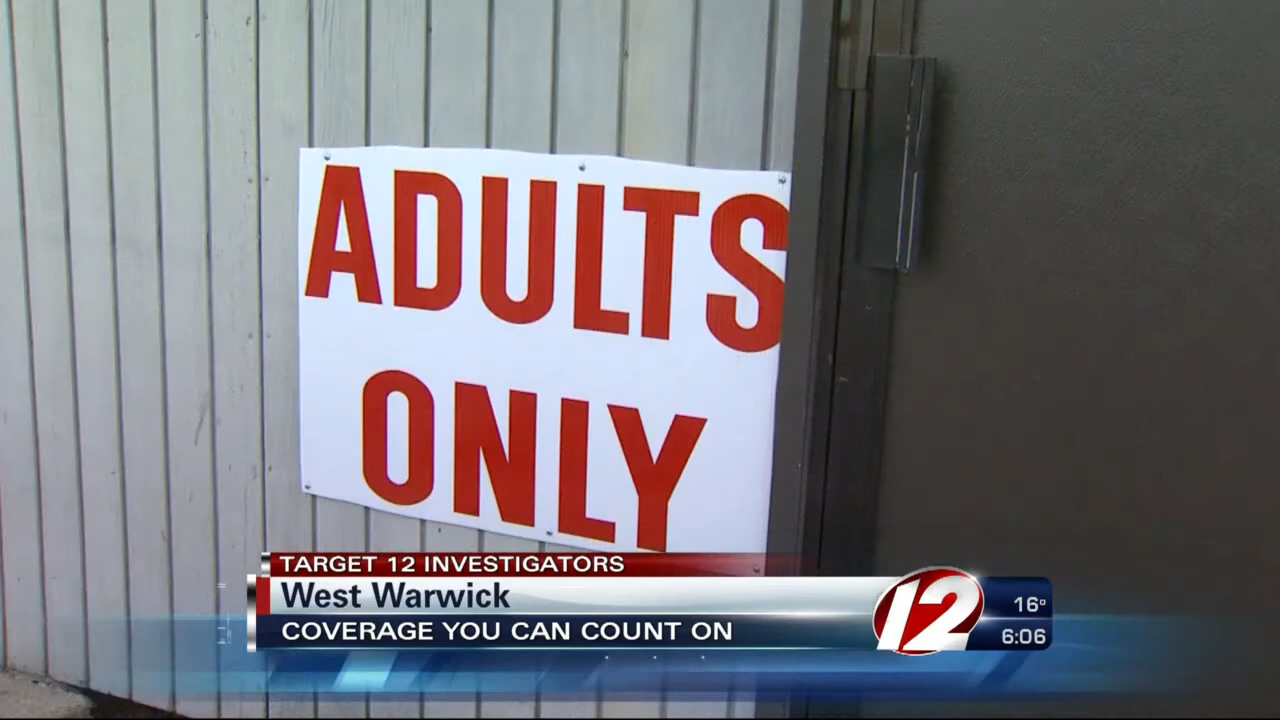 ADULTS
ONLY
TARGET 12 INVESTIGATORS
West Warwick
COVERAGE YOU CAN COUNT ON
12
16°
6:06